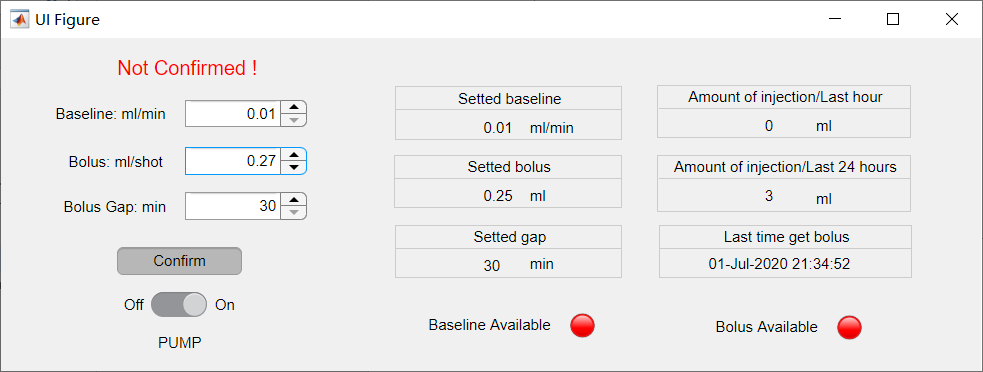 UI Figure
Not Confirmed !
Baseline: ml/min 0.01
Bolus: ml/shot 0.27
Bolus Gap: min 30
Confirm
Off On
PUMP
Setted baseline
0.01 ml/min
Setted bolus
0.25 ml
Setted gap
30 min
Baseline Available
Amount of injection/Last hour
0 ml
Amount of injection/Last 24 hours
3 ml
Last time get bolus
01-Jul-2020 21:34:52
Bolus Available